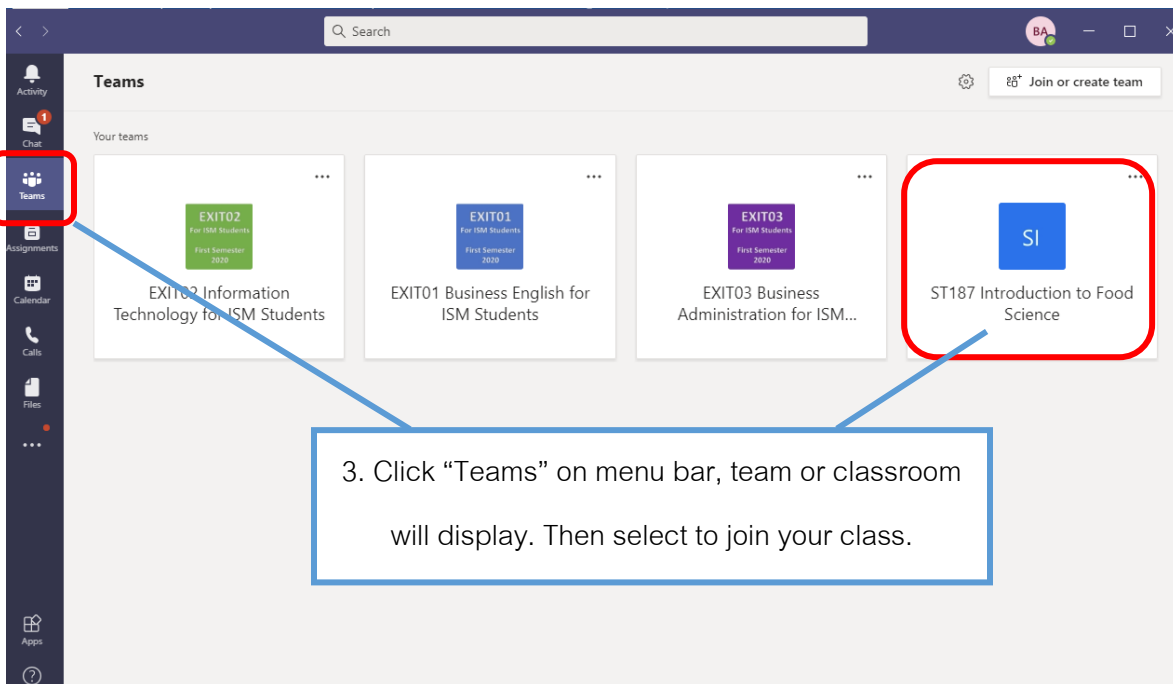 Search
BA
Activity
Teams
Join or create team
1
Chat
Your teams
Teams
Assignments
Calendar
Calls
Files
Apps
EXIT02
For ISM Students
First Semester
2020
EXIT02 Information
Technology for ISM Students
EXIT01
For ISM Students
First Semester
2020
EXIT01 Business English for
ISM Students
EXIT03
For ISM Students
First Semester
2020
EXIT03 Business
Administration for ISM...
SI
ST187 Introduction to Food
Science
3. Click “Teams” on menu bar, team or classroom
will display. Then select to join your class.